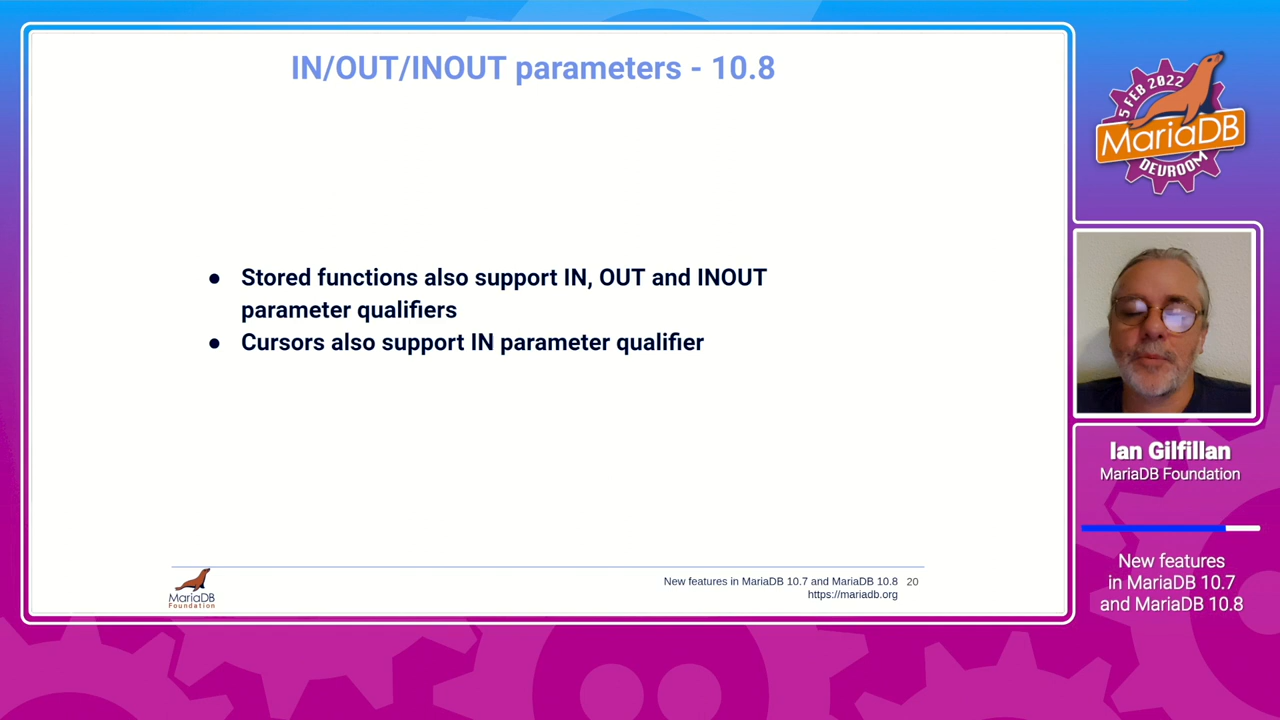 IN/OUT/INOUT parameters - 10.8
● Stored functions also support IN, OUT and INOUT
parameter qualifiers
● Cursors also support IN parameter qualifier
MariaDB
Foundation
New features in MariaDB 10.7 and MariaDB 10.8 20
https://mariadb.org
5 FEB 2022
MariaDB
DEVROOM
Ian Gilfillan
MariaDB Foundation
New features
in MariaDB 10.7
and MariaDB 10.8